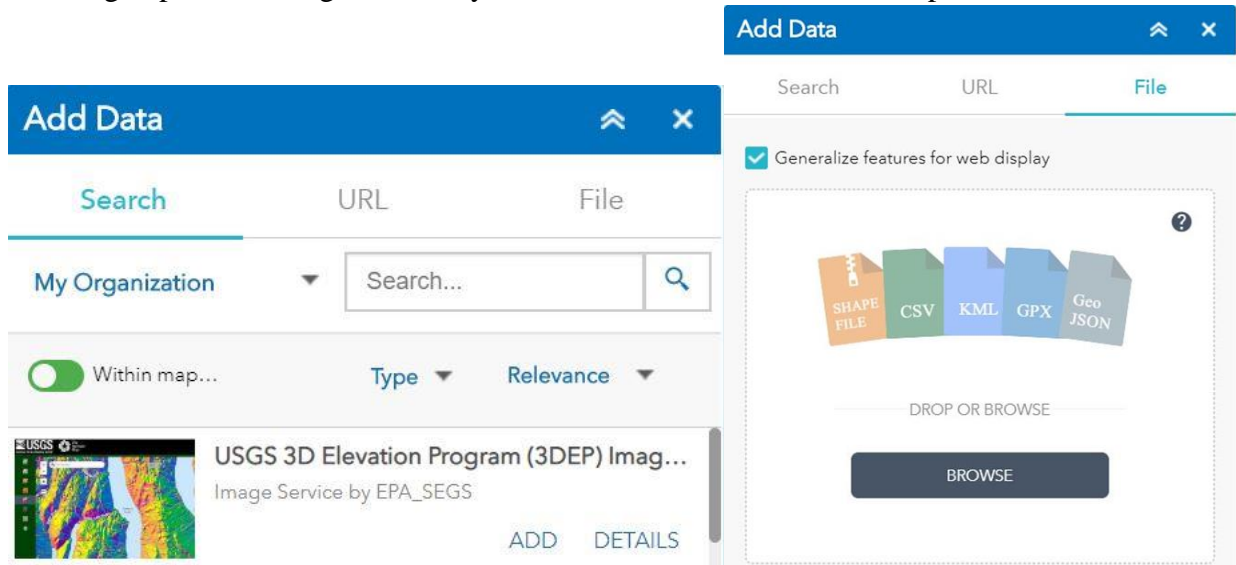 Add Data
Search URL File
My Organization Search...
Within map... Type Relevance
USGS
USGS 3D Elevation Program (3DEP) Imag...
Image Service by EPA_SEGS
ADD DETAILS
Add Data
Search URL File
Generalize features for web display
SHAPE FILE CSV KML GPX Geo JSON
DROP OR BROWSE
BROWSE